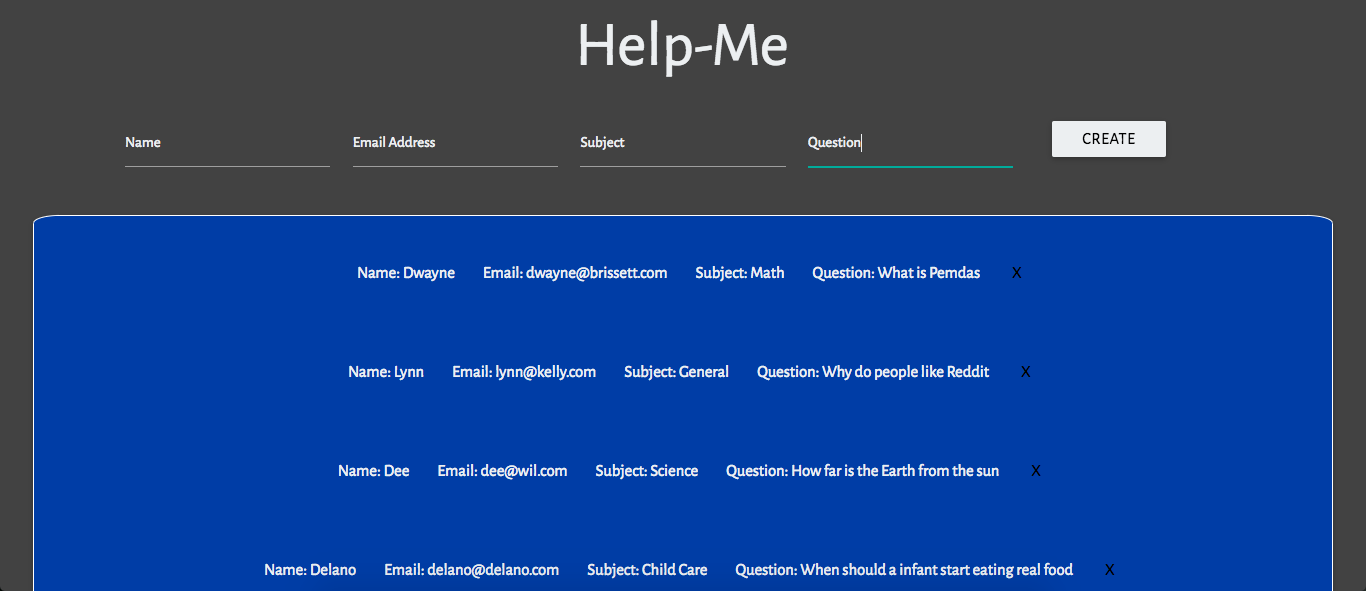 Help-Me
Name Email Address Subject Question CREATE
Name: Dwayne Email: dwayne@brissett.com Subject: Math Question: What is Pemdas X
Name: Lynn Email: lynn@kelly.com Subject: General Question: Why do people like Reddit X
Name: Dee Email: dee@wil.com Subject: Science Question: How far is the Earth from the sun X
Name: Delano Email: delano@delano.com Subject: Child Care Question: When should a infant start eating real food X